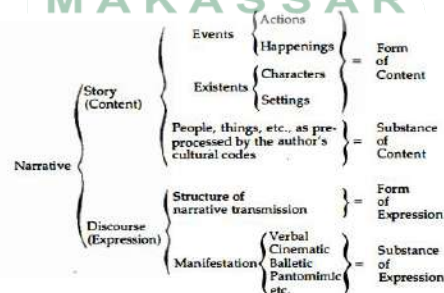 MAKASSAR
Actions
Events
Happenings
= Form of Content
Characters
Existents
Settings
Story
(Content)
People, things, etc., as pre-
processed by the author's
cultural codes
= Substance of Content
Narrative
Structure of
narrative transmission
= Form of Expression
Discourse
(Expression)
Verbal
Cinematic
Manifestation
Balletic
Pantomimic
etc.
= Substance of Expression